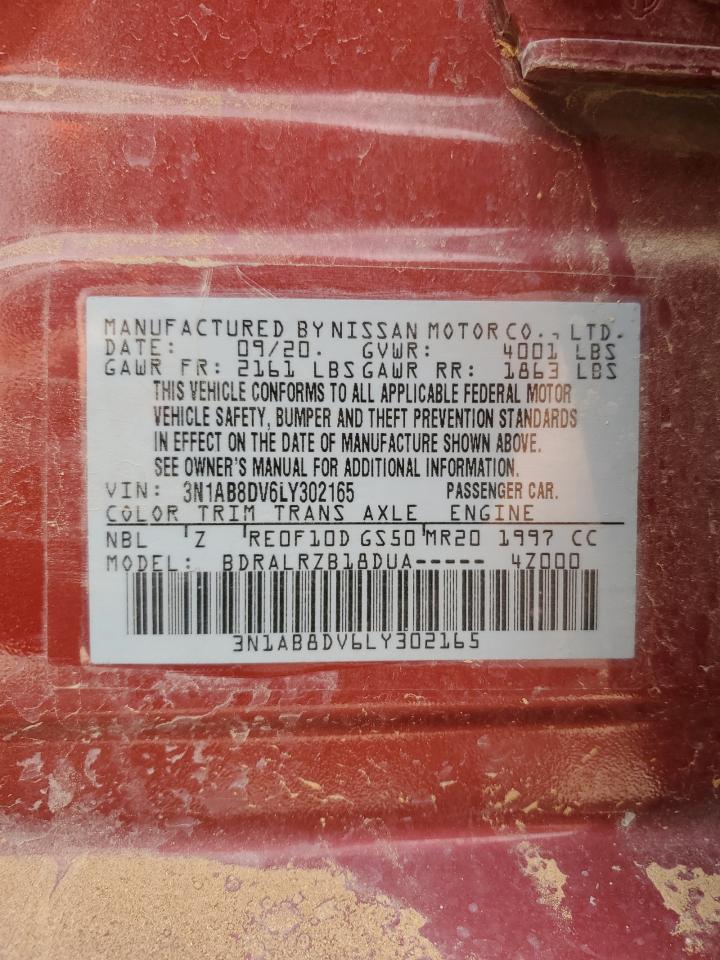 MANUFACTURED BY NISSAN MOTOR CO., LTD.
DATE: 09/20. GVWR: 4001 LBS
GAWR FR: 2161 LBS GAWR RR: 1863 LBS
THIS VEHICLE CONFORMS TO ALL APPLICABLE FEDERAL MOTOR
VEHICLE SAFETY, BUMPER AND THEFT PREVENTION STANDARDS
IN EFFECT ON THE DATE OF MANUFACTURE SHOWN ABOVE.
SEE OWNER'S MANUAL FOR ADDITIONAL INFORMATION.
VIN: 3N1AB8DV6LY302165 PASSENGER CAR.
COLOR TRIM TRANS AXLE ENGINE
NBL Z RE0F10D GS50 MR20 1997 CC
MODEL: BDRALRZB18DUA----- 4Z000
3N1AB8DV6LY302165